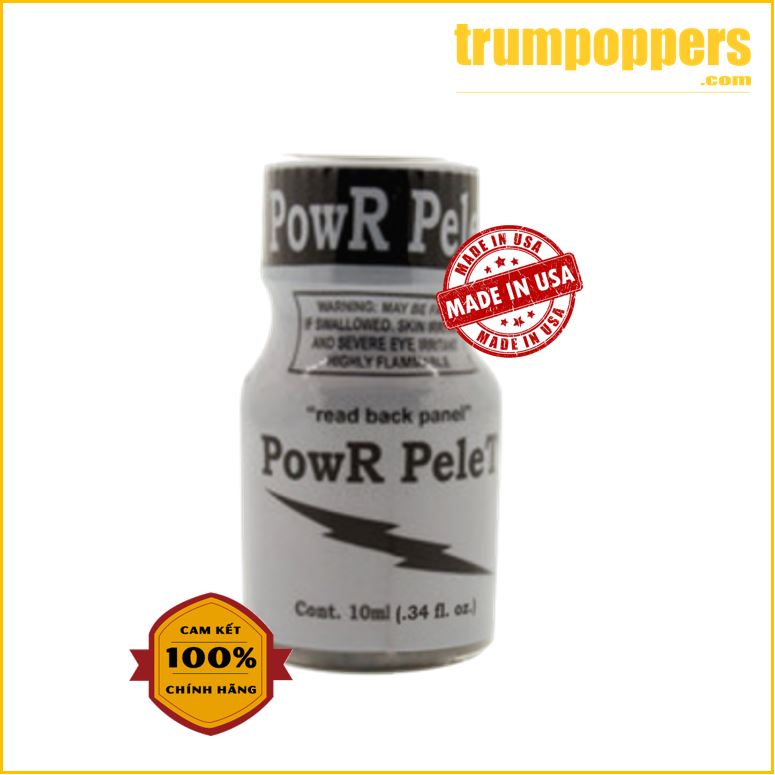 trumpoppers
.com
PowR Pele
WARNING: MAY BE
IF SWALLOWED, SKIN
AND SEVERE EYE IRRITANT
HIGHLY FLAMMABLE
"read back panel"
PowR PeleT
Cont. 10ml (.34 fl. oz.)
MADE IN USA
MADE IN USA
MADE IN USA
CAM KẾT
100%
CHÍNH HÃNG